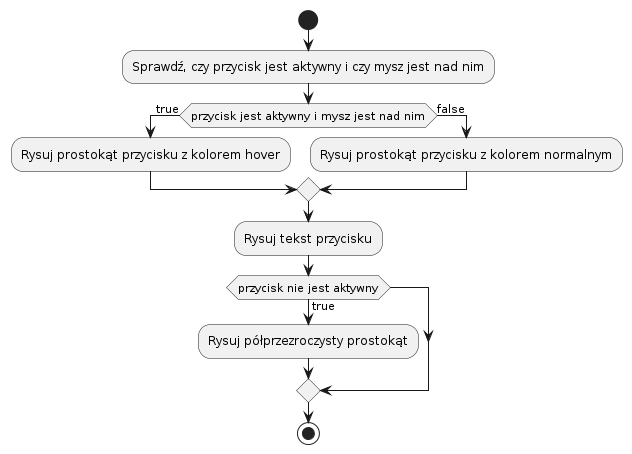 Sprawdź, czy przycisk jest aktywny i czy mysz jest nad nim
true
przycisk jest aktywny i mysz jest nad nim
false
Rysuj prostokąt przycisku z kolorem hover
Rysuj prostokąt przycisku z kolorem normalnym
Rysuj tekst przycisku
przycisk nie jest aktywny
true
Rysuj półprzezroczysty prostokąt